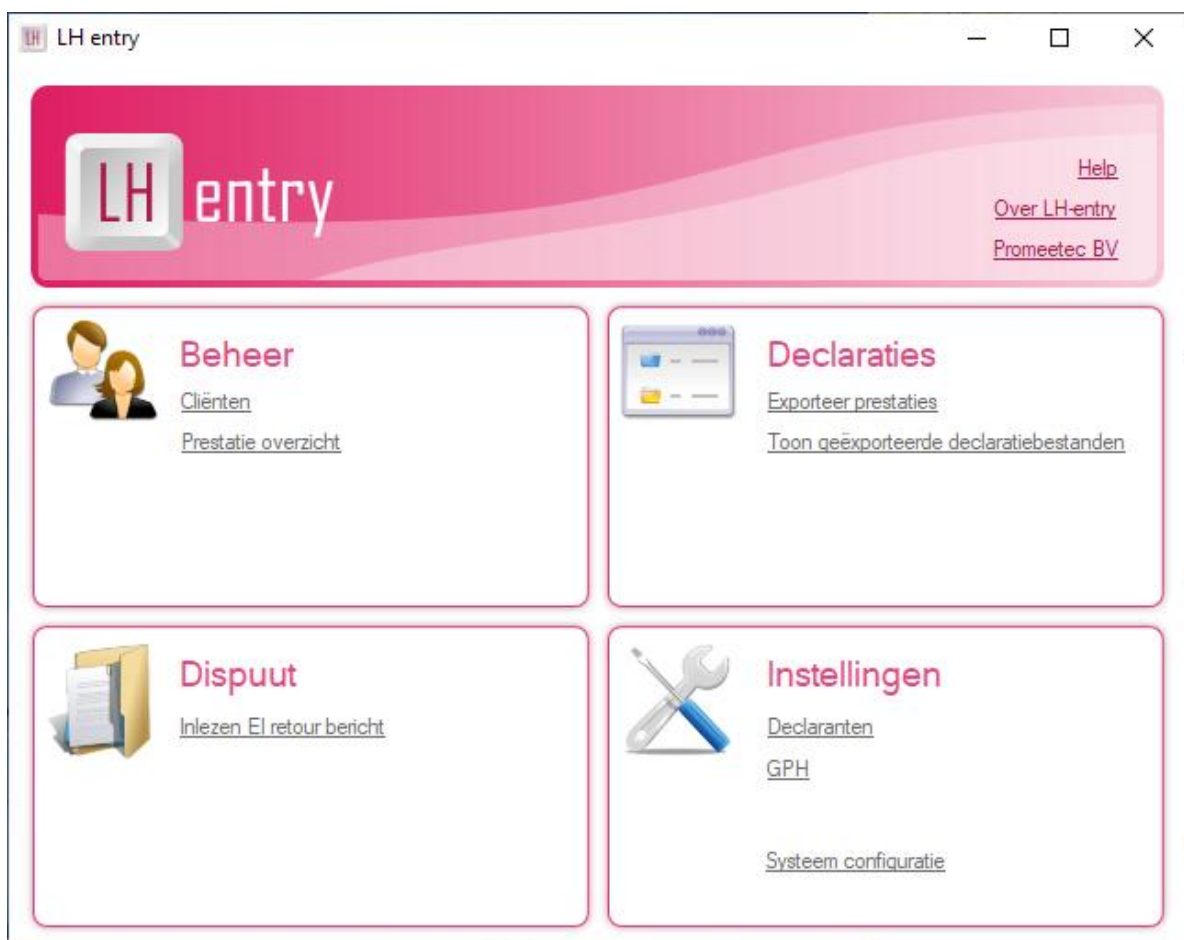 LH entry
LH entry
Help
Over LH-entry
Promeetec BV
Beheer
Cliënten
Prestatie overzicht
Declaraties
Exporteer prestaties
Toon geëxporteerde declaratiebestanden
Dispuut
Inlezen EI retour bericht
Instellingen
Declaranten
GPH
Systeem configuratie